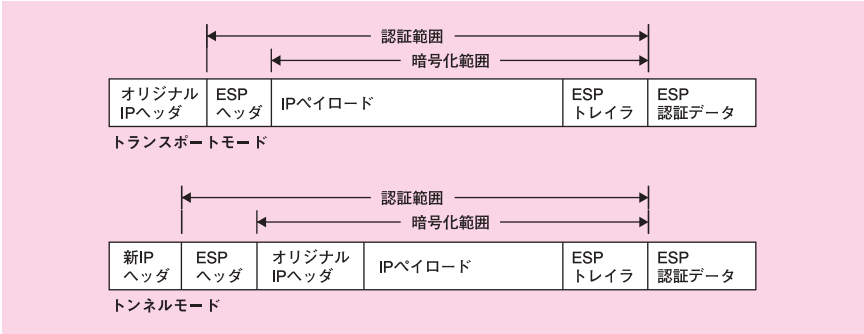 認証範囲
暗号化範囲
オリジナル
IPヘッダ
ESP
ヘッダ
IPペイロード
ESP
トレイラ
ESP
認証データ
トランスポートモード
認証範囲
暗号化範囲
新IP
ヘッダ
ESP
ヘッダ
オリジナル
IPヘッダ
IPペイロード
ESP
トレイラ
ESP
認証データ
トンネルモード